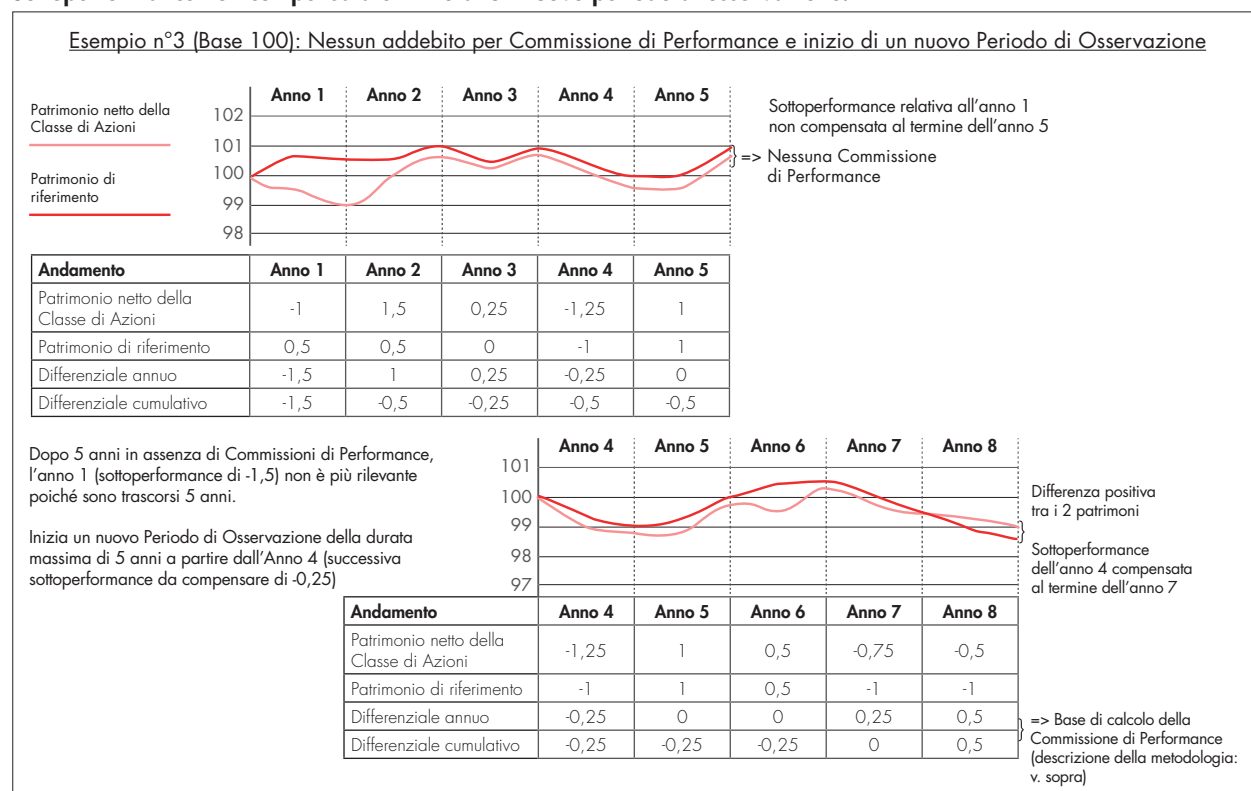 Esempio n°3 (Base 100): Nessun addebito per Commissione di Performance e inizio di un nuovo Periodo di Osservazione
Patrimonio netto della
Classe di Azioni
Patrimonio di
riferimento
Anno 1 Anno 2 Anno 3 Anno 4 Anno 5
102
101
100
99
98
Sottoperformance relativa all'anno 1
non compensata al termine dell'anno 5
=> Nessuna Commissione
di Performance
Andamento Anno 1 Anno 2 Anno 3 Anno 4 Anno 5
Patrimonio netto della
Classe di Azioni -1 1,5 0,25 -1,25 1
Patrimonio di riferimento 0,5 0,5 0 -1 1
Differenziale annuo -1,5 1 0,25 -0,25 0
Differenziale cumulativo -1,5 -0,5 -0,25 -0,5 -0,5
Dopo 5 anni in assenza di Commissioni di Performance,
l'anno 1 (sottoperformance di -1,5) non è più rilevante
poiché sono trascorsi 5 anni.
Inizia un nuovo Periodo di Osservazione della durata
massima di 5 anni a partire dall'Anno 4 (successiva
sottoperformance da compensare di -0,25)
Anno 4 Anno 5 Anno 6 Anno 7 Anno 8
101
100
99
98
97
Differenza positiva
tra i 2 patrimoni
Sottoperformance
dell'anno 4 compensata
al termine dell'anno 7
Andamento Anno 4 Anno 5 Anno 6 Anno 7 Anno 8
Patrimonio netto della
Classe di Azioni -1,25 1 0,5 -0,75 -0,5
Patrimonio di riferimento -1 1 0,5 -1 -1
Differenziale annuo -0,25 0 0 0,25 0,5
Differenziale cumulativo -0,25 -0,25 -0,25 0 0,5
=> Base di calcolo della
Commissione di Performance
(descrizione della metodologia:
v. sopra)